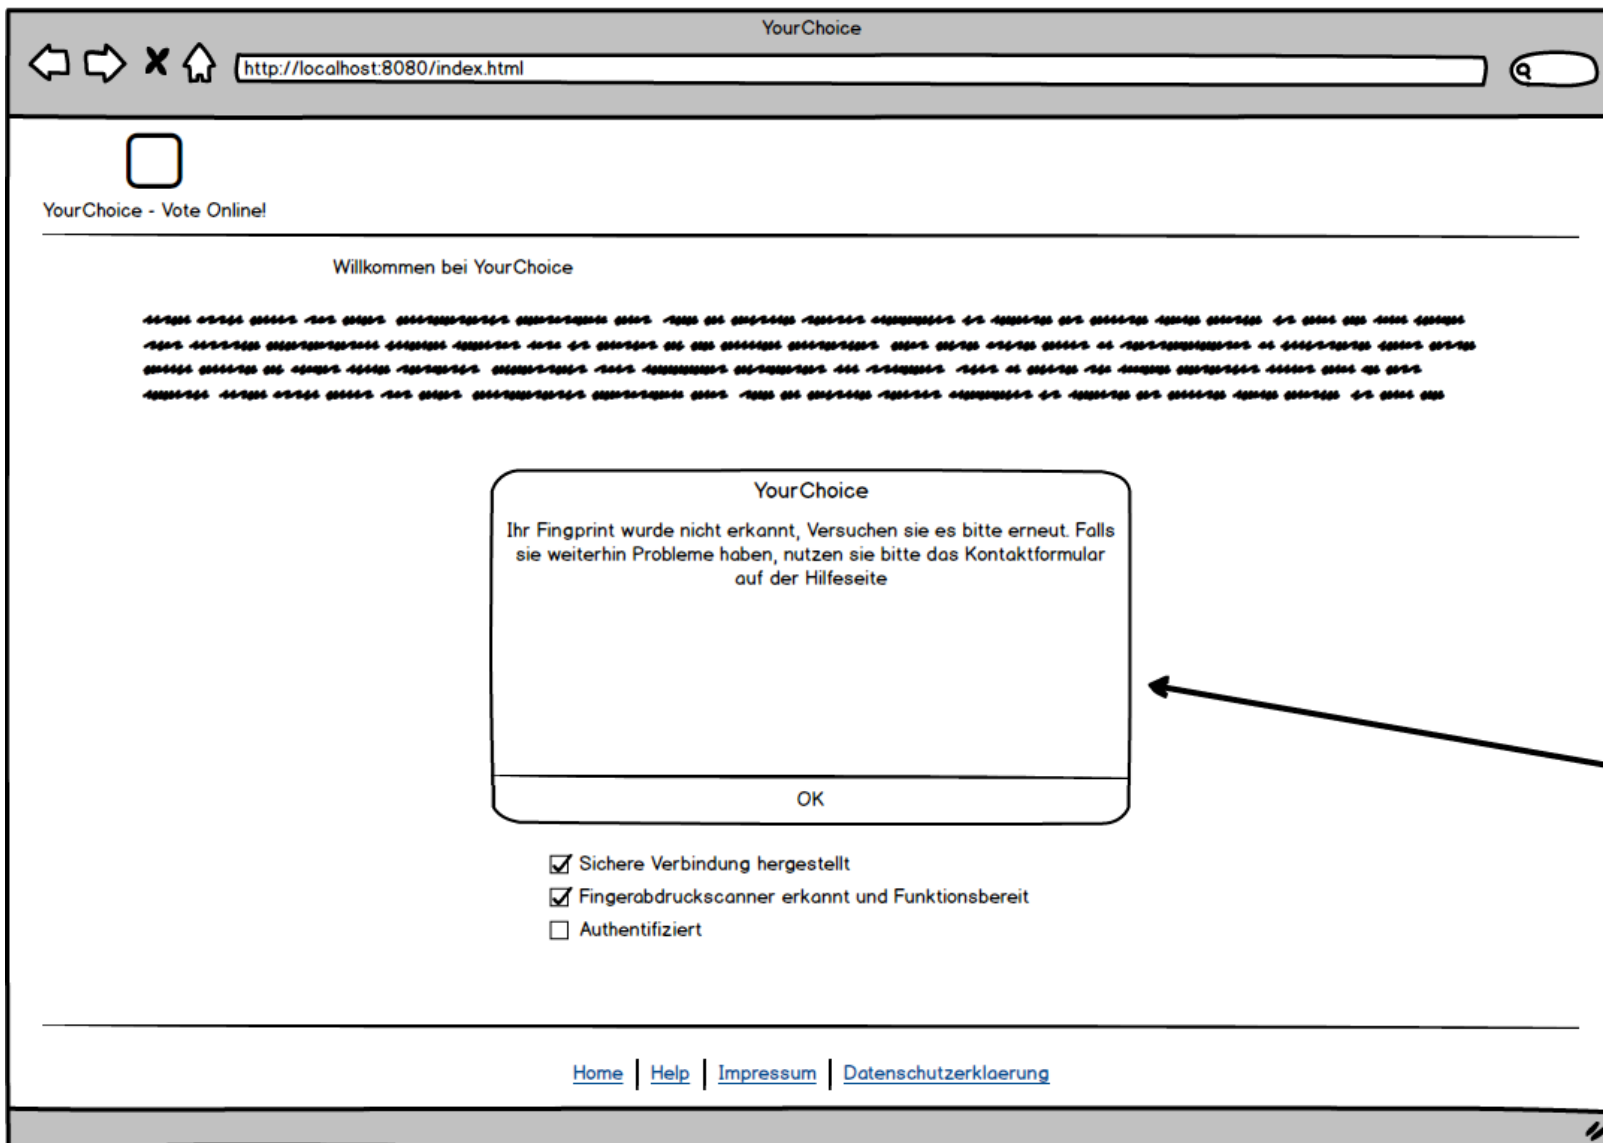 YourChoice
http://localhost:8080/index.html
YourChoice - Vote Online!
Willkommen bei YourChoice
YourChoice
Ihr Fingprint wurde nicht erkannt, Versuchen sie es bitte erneut. Falls
sie weiterhin Probleme haben, nutzen sie bitte das Kontaktformular
auf der Hilfeseite
OK
Sichere Verbindung hergestellt
Fingerabdruckscanner erkannt und Funktionsbereit
Authentifiziert
Home | Help | Impressum | Datenschutzerklaerung